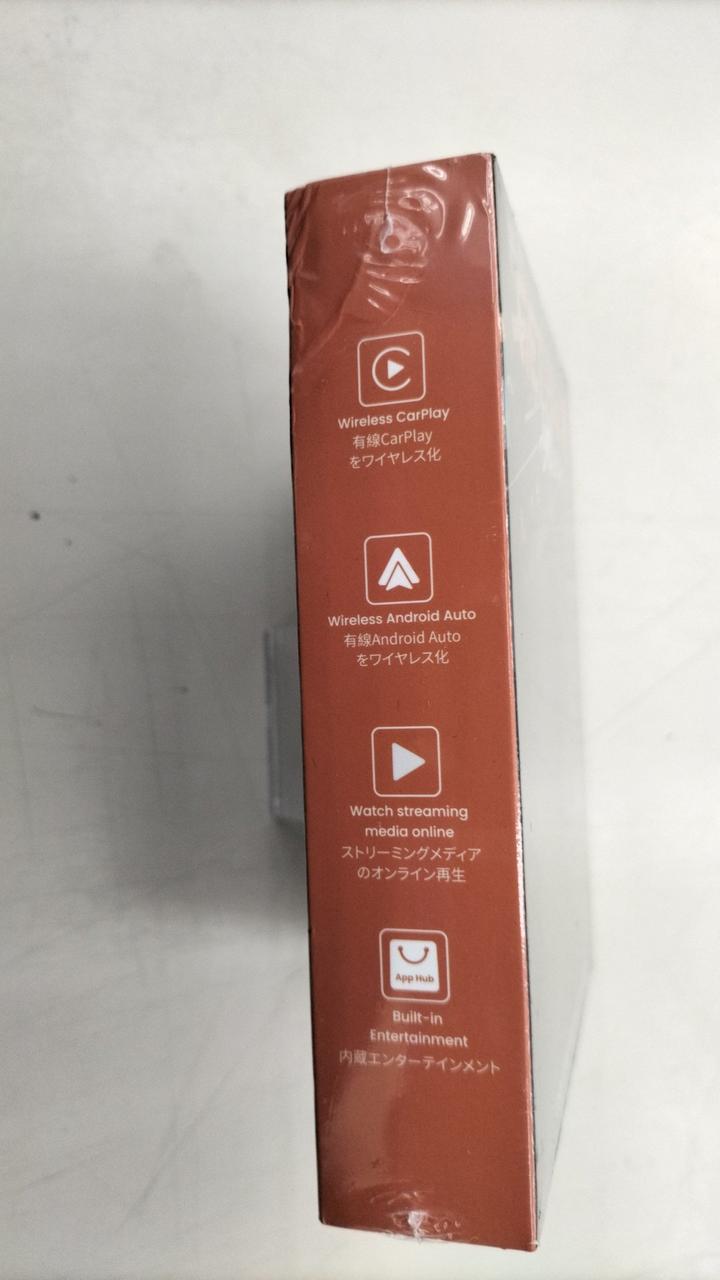 Wireless CarPlay
有線CarPlay
をワイヤレス化
Wireless Android Auto
有線Android Auto
をワイヤレス化
Watch streaming
media online
ストリーミングメディア
のオンライン再生
App Hub
Built-in
Entertainment
内蔵エンターテインメント